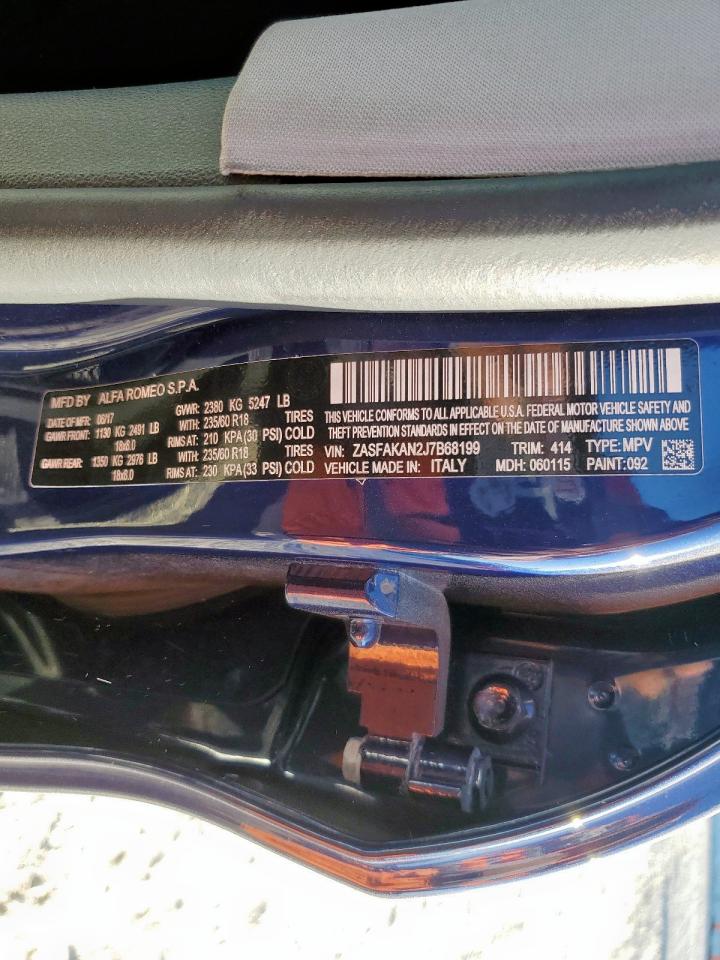 MFD BY ALFA ROMEO S.P.A.
DATE OF MFR 06/17 GWR: 2380 KG 5247 LB
GAWR FRONT: 1130 KG 2491 LB WITH: 235/60 R18 TIRES
18x8.0 RIMS AT: 210 KPA(30 PSI) COLD
GAWR REAR: 1350 KG 2976 LB WITH: 235/60 R18 TIRES
18x8.0 RIMS AT: 230 KPA(33 PSI) COLD
THIS VEHICLE CONFORMS TO ALL APPLICABLE U.S.A. FEDERAL MOTOR VEHICLE SAFETY AND
THEFT PREVENTION STANDARDS IN EFFECT ON THE DATE OF MANUFACTURE SHOWN ABOVE
VIN: ZASFAKAN2J7B68199 TRIM: 414 TYPE: MPV
VEHICLE MADE IN: ITALY MDH: 060115 PAINT: 092